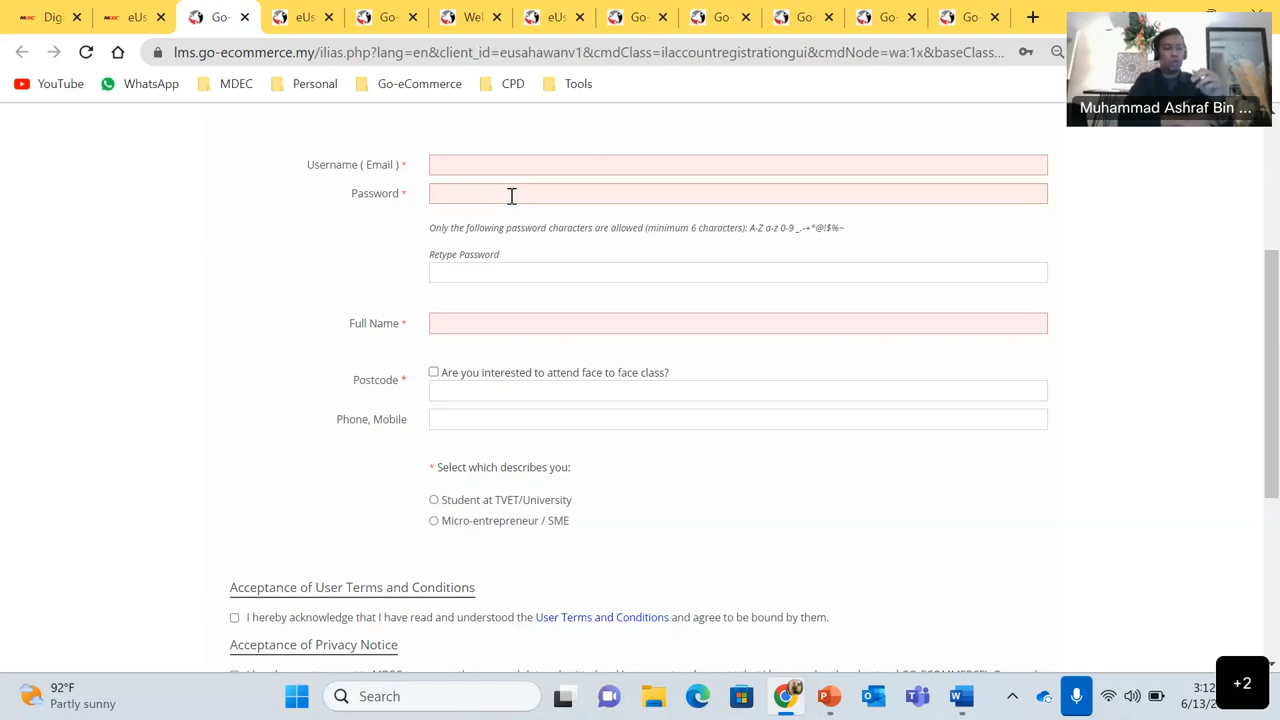 Dig
eUs
Go-
Go
Wel
eUs
Go
Go
Go
Go
Go
lms.go-ecommerce.my/ilias.php?lang=en&client_id=eusahawanv1&cmdClass=ilaccountregistrationgui&cmdNode=wq:1x&baseClass...
YouTube
WhatsApp
MDEC
Personal
Go-eCommerce
CPD
Tools
Muhammad Ashraf Bin ...
Username ( Email ) *
Password *
Only the following password characters are allowed (minimum 6 characters): A-Z a-z 0-9 _.-+*@!$%~
Retype Password
Full Name *
Are you interested to attend face to face class?
Postcode *
Phone, Mobile
* Select which describes you:
Student at TVET/University
Micro-entrepreneur / SME
Acceptance of User Terms and Conditions
I hereby acknowledge that I have read and understood the User Terms and Conditions and agree to be bound by them.
Acceptance of Privacy Notice
+2
92°F
Partly sunny
Search
3:12
6/13/2